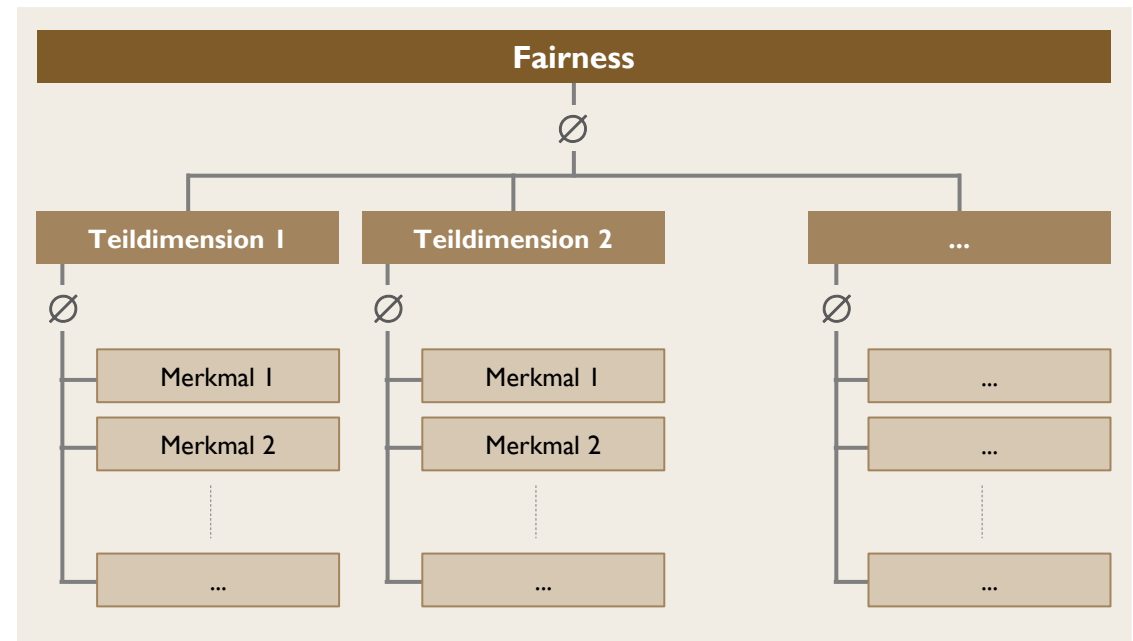 Fairness
Ø
Teildimension 1
Teildimension 2
...
Ø
Ø
Ø
Merkmal 1
Merkmal 1
...
Merkmal 2
Merkmal 2
...
...
...
...